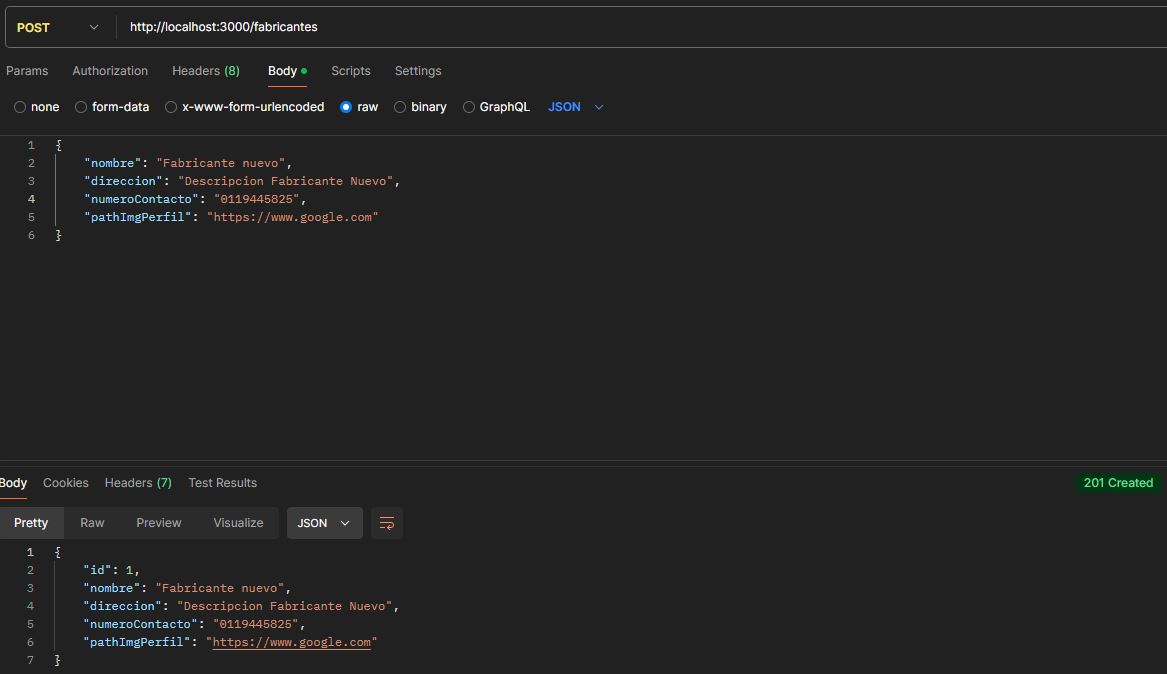 POST http://localhost:3000/fabricantes
Params Authorization Headers (8) Body Scripts Settings
none form-data x-www-form-urlencoded raw binary GraphQL JSON
1 {
2 "nombre": "Fabricante nuevo",
3 "direccion": "Descripcion Fabricante Nuevo",
4 "numeroContacto": "0119445825",
5 "pathImgPerfil": "https://www.google.com"
6 }
Body Cookies Headers (7) Test Results 201 Created
Pretty Raw Preview Visualize JSON
1 {
2 "id": 1,
3 "nombre": "Fabricante nuevo",
4 "direccion": "Descripcion Fabricante Nuevo",
5 "numeroContacto": "0119445825",
6 "pathImgPerfil": "https://www.google.com"
7 }